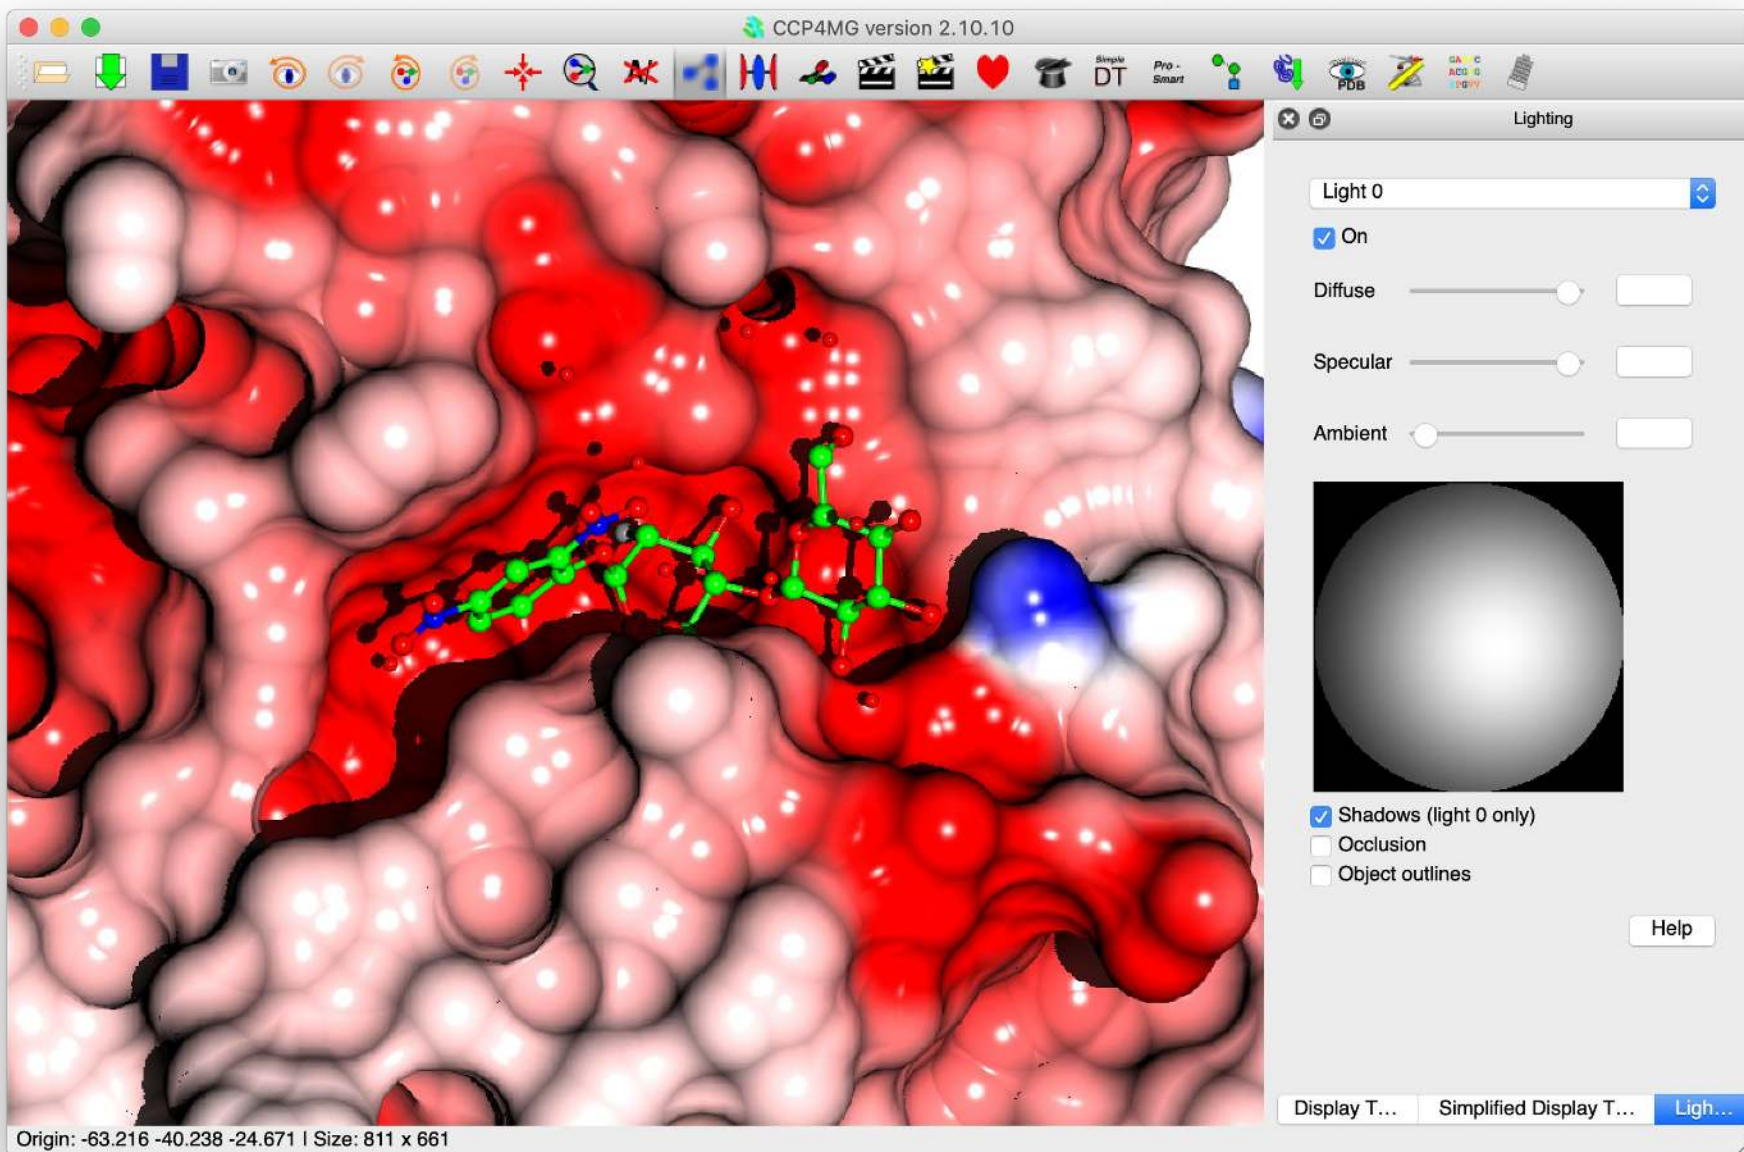 CCP4MG version 2.10.10
Simple
DT
Pro -
Smart
PDB
Lighting
Light 0
On
Diffuse
Specular
Ambient
Shadows (light 0 only)
Occlusion
Object outlines
Help
Display T...
Simplified Display T...
Ligh...
Origin: -63.216 -40.238 -24.671 | Size: 811 x 661